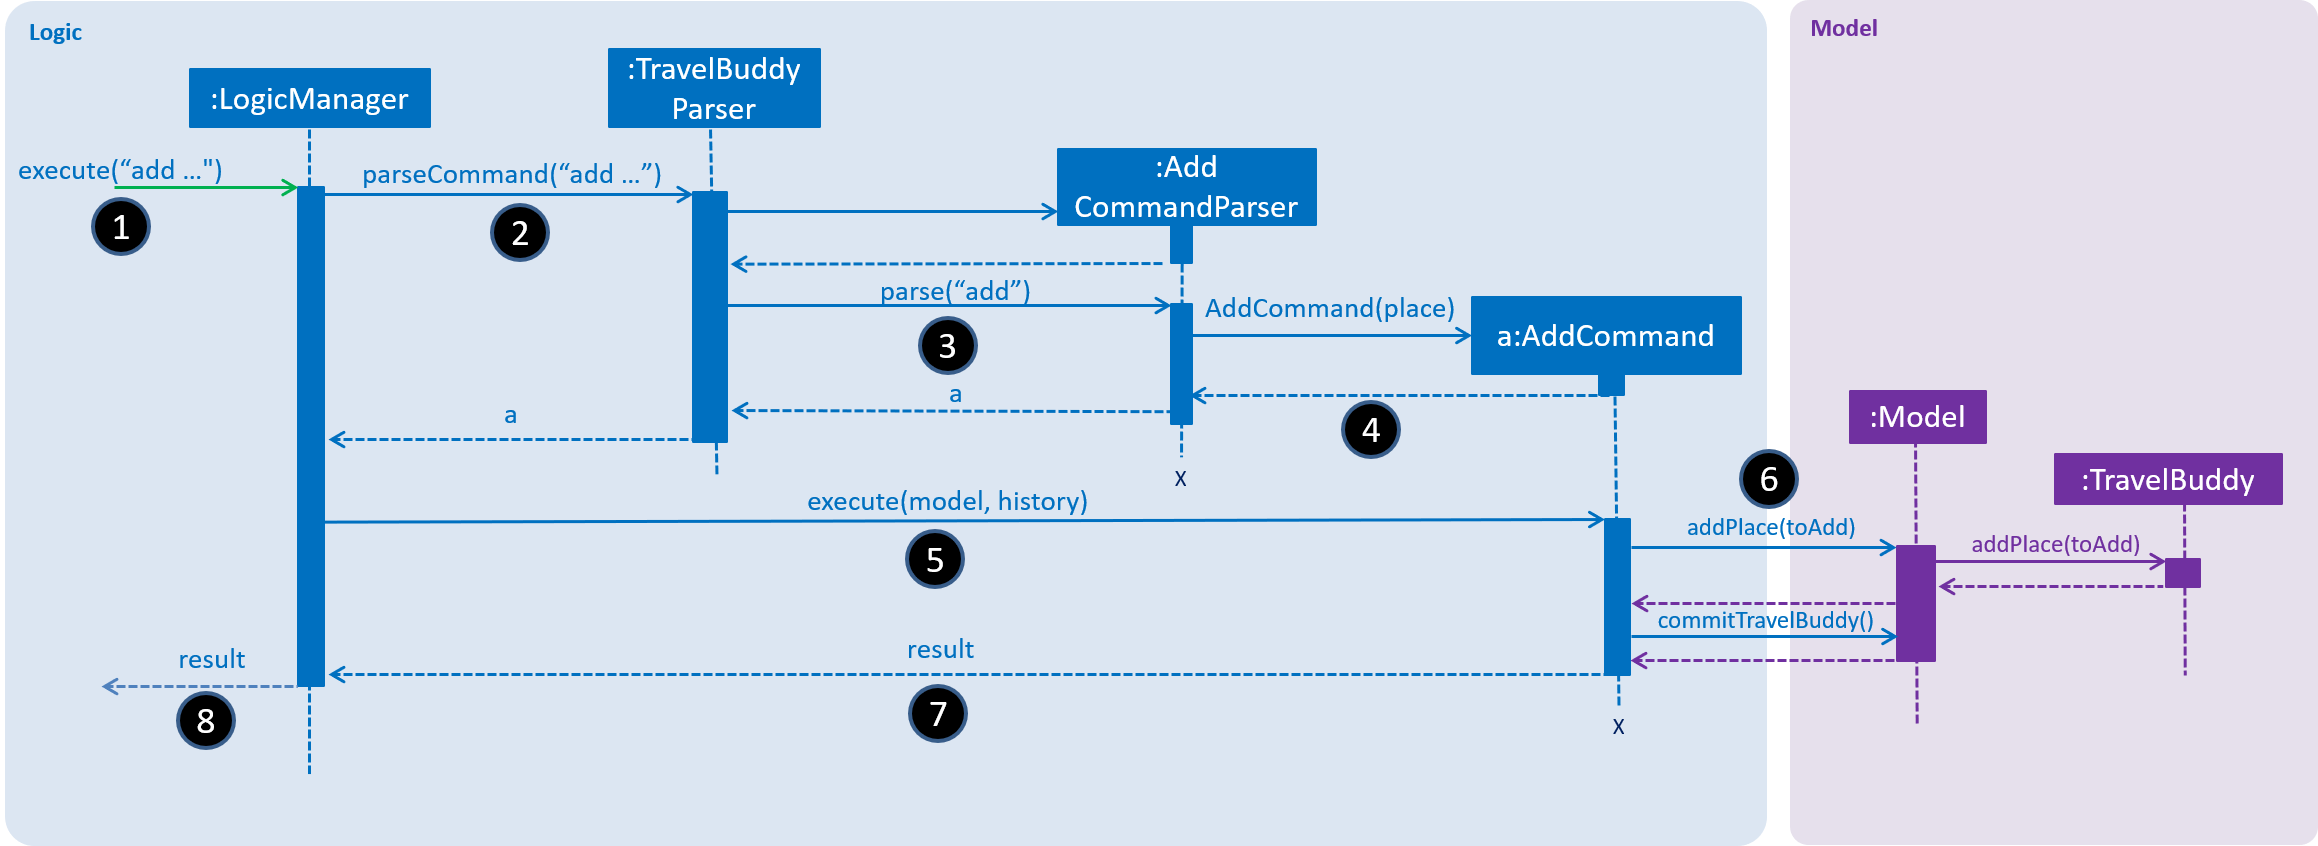 Logic
Model
:LogicManager
:TravelBuddy
Parser
:Add
CommandParser
execute(“add ...")
parseCommand(“add ...”)
1
2
parse(“add”)
3
AddCommand(place)
a:AddCommand
a
a
4
:Model
:TravelBuddy
X
6
execute(model, history)
5
addPlace(toAdd)
addPlace(toAdd)
commitTravelBuddy()
result
result
7
8
X